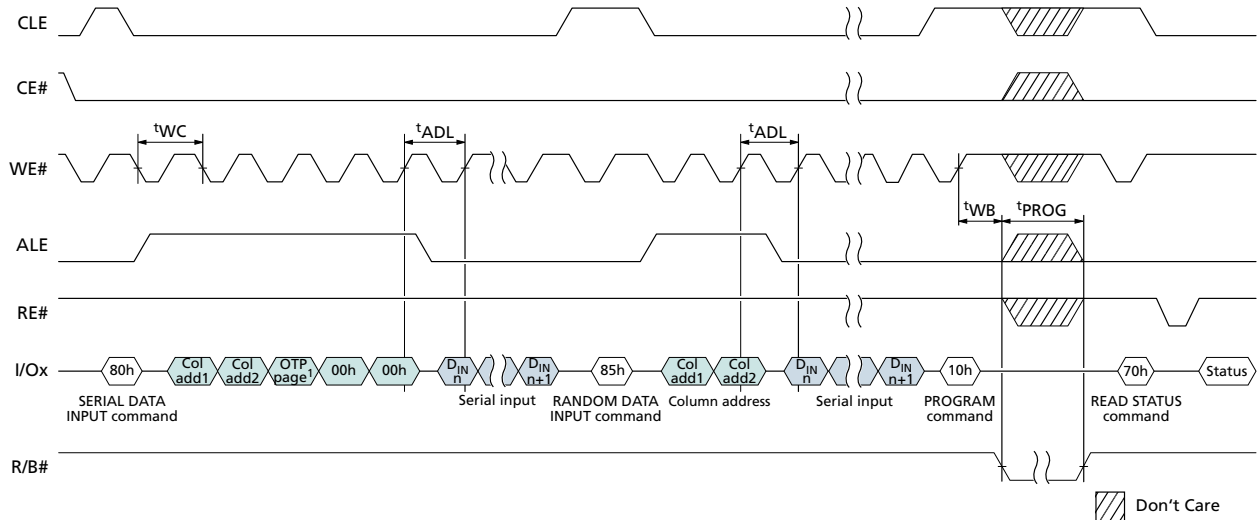 CLE
CE#
tWC
tADL
tADL
WE#
tWB
tPROG
ALE
RE#
I/Ox
80h
Col add1
Col add2
OTP page1
00h
00h
DIN n
DIN n+1
85h
Col add1
Col add2
DIN n
DIN n+1
10h
70h
Status
SERIAL DATA
INPUT command
Serial input
RANDOM DATA
INPUT command
Column address
Serial input
PROGRAM
command
READ STATUS
command
R/B#
Don't Care